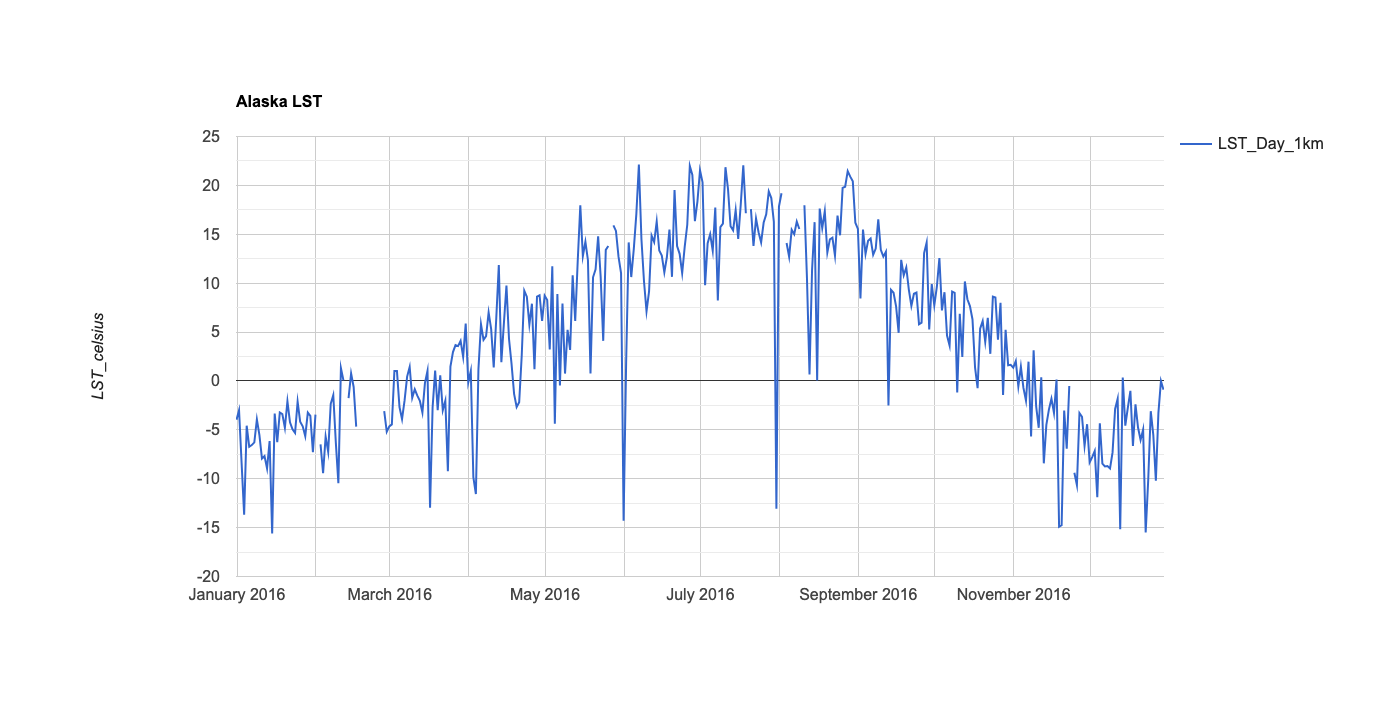 Alaska LST
LST_Day_1km
25
20
15
10
5
0
-5
-10
-15
-20
LST_celsius
January 2016
March 2016
May 2016
July 2016
September 2016
November 2016